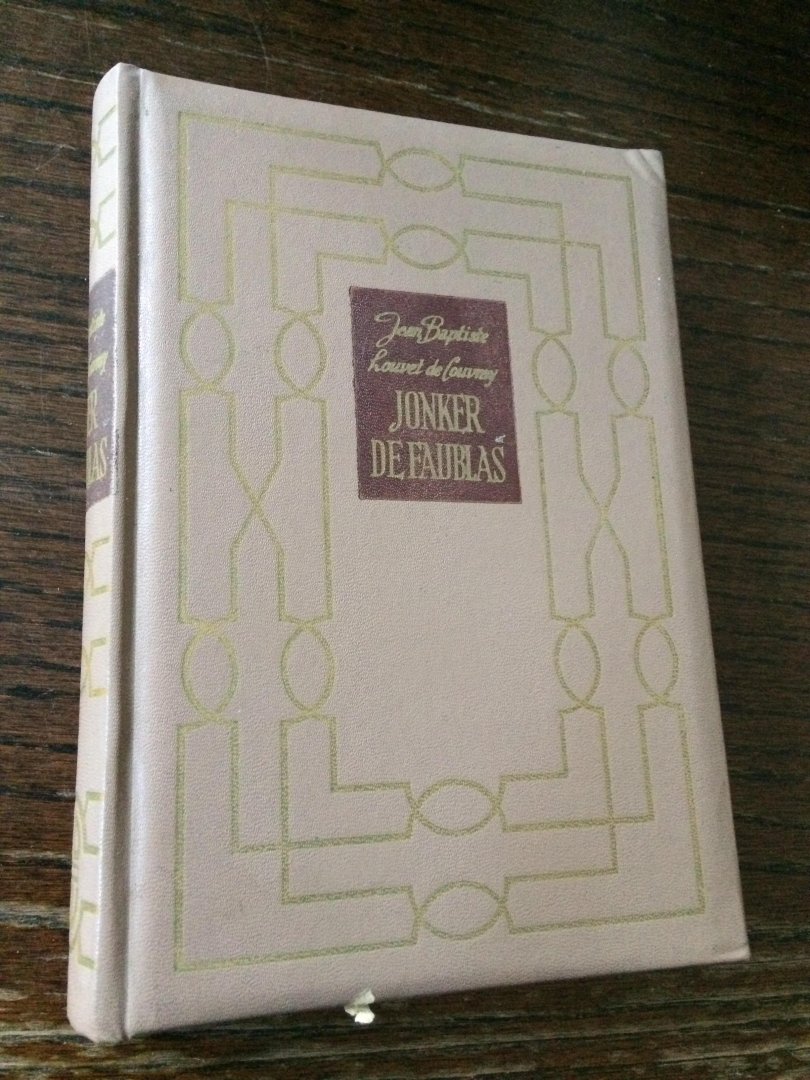 Jean Baptiste
Louvet de Couvray
JONKER
DE FAUBLAS